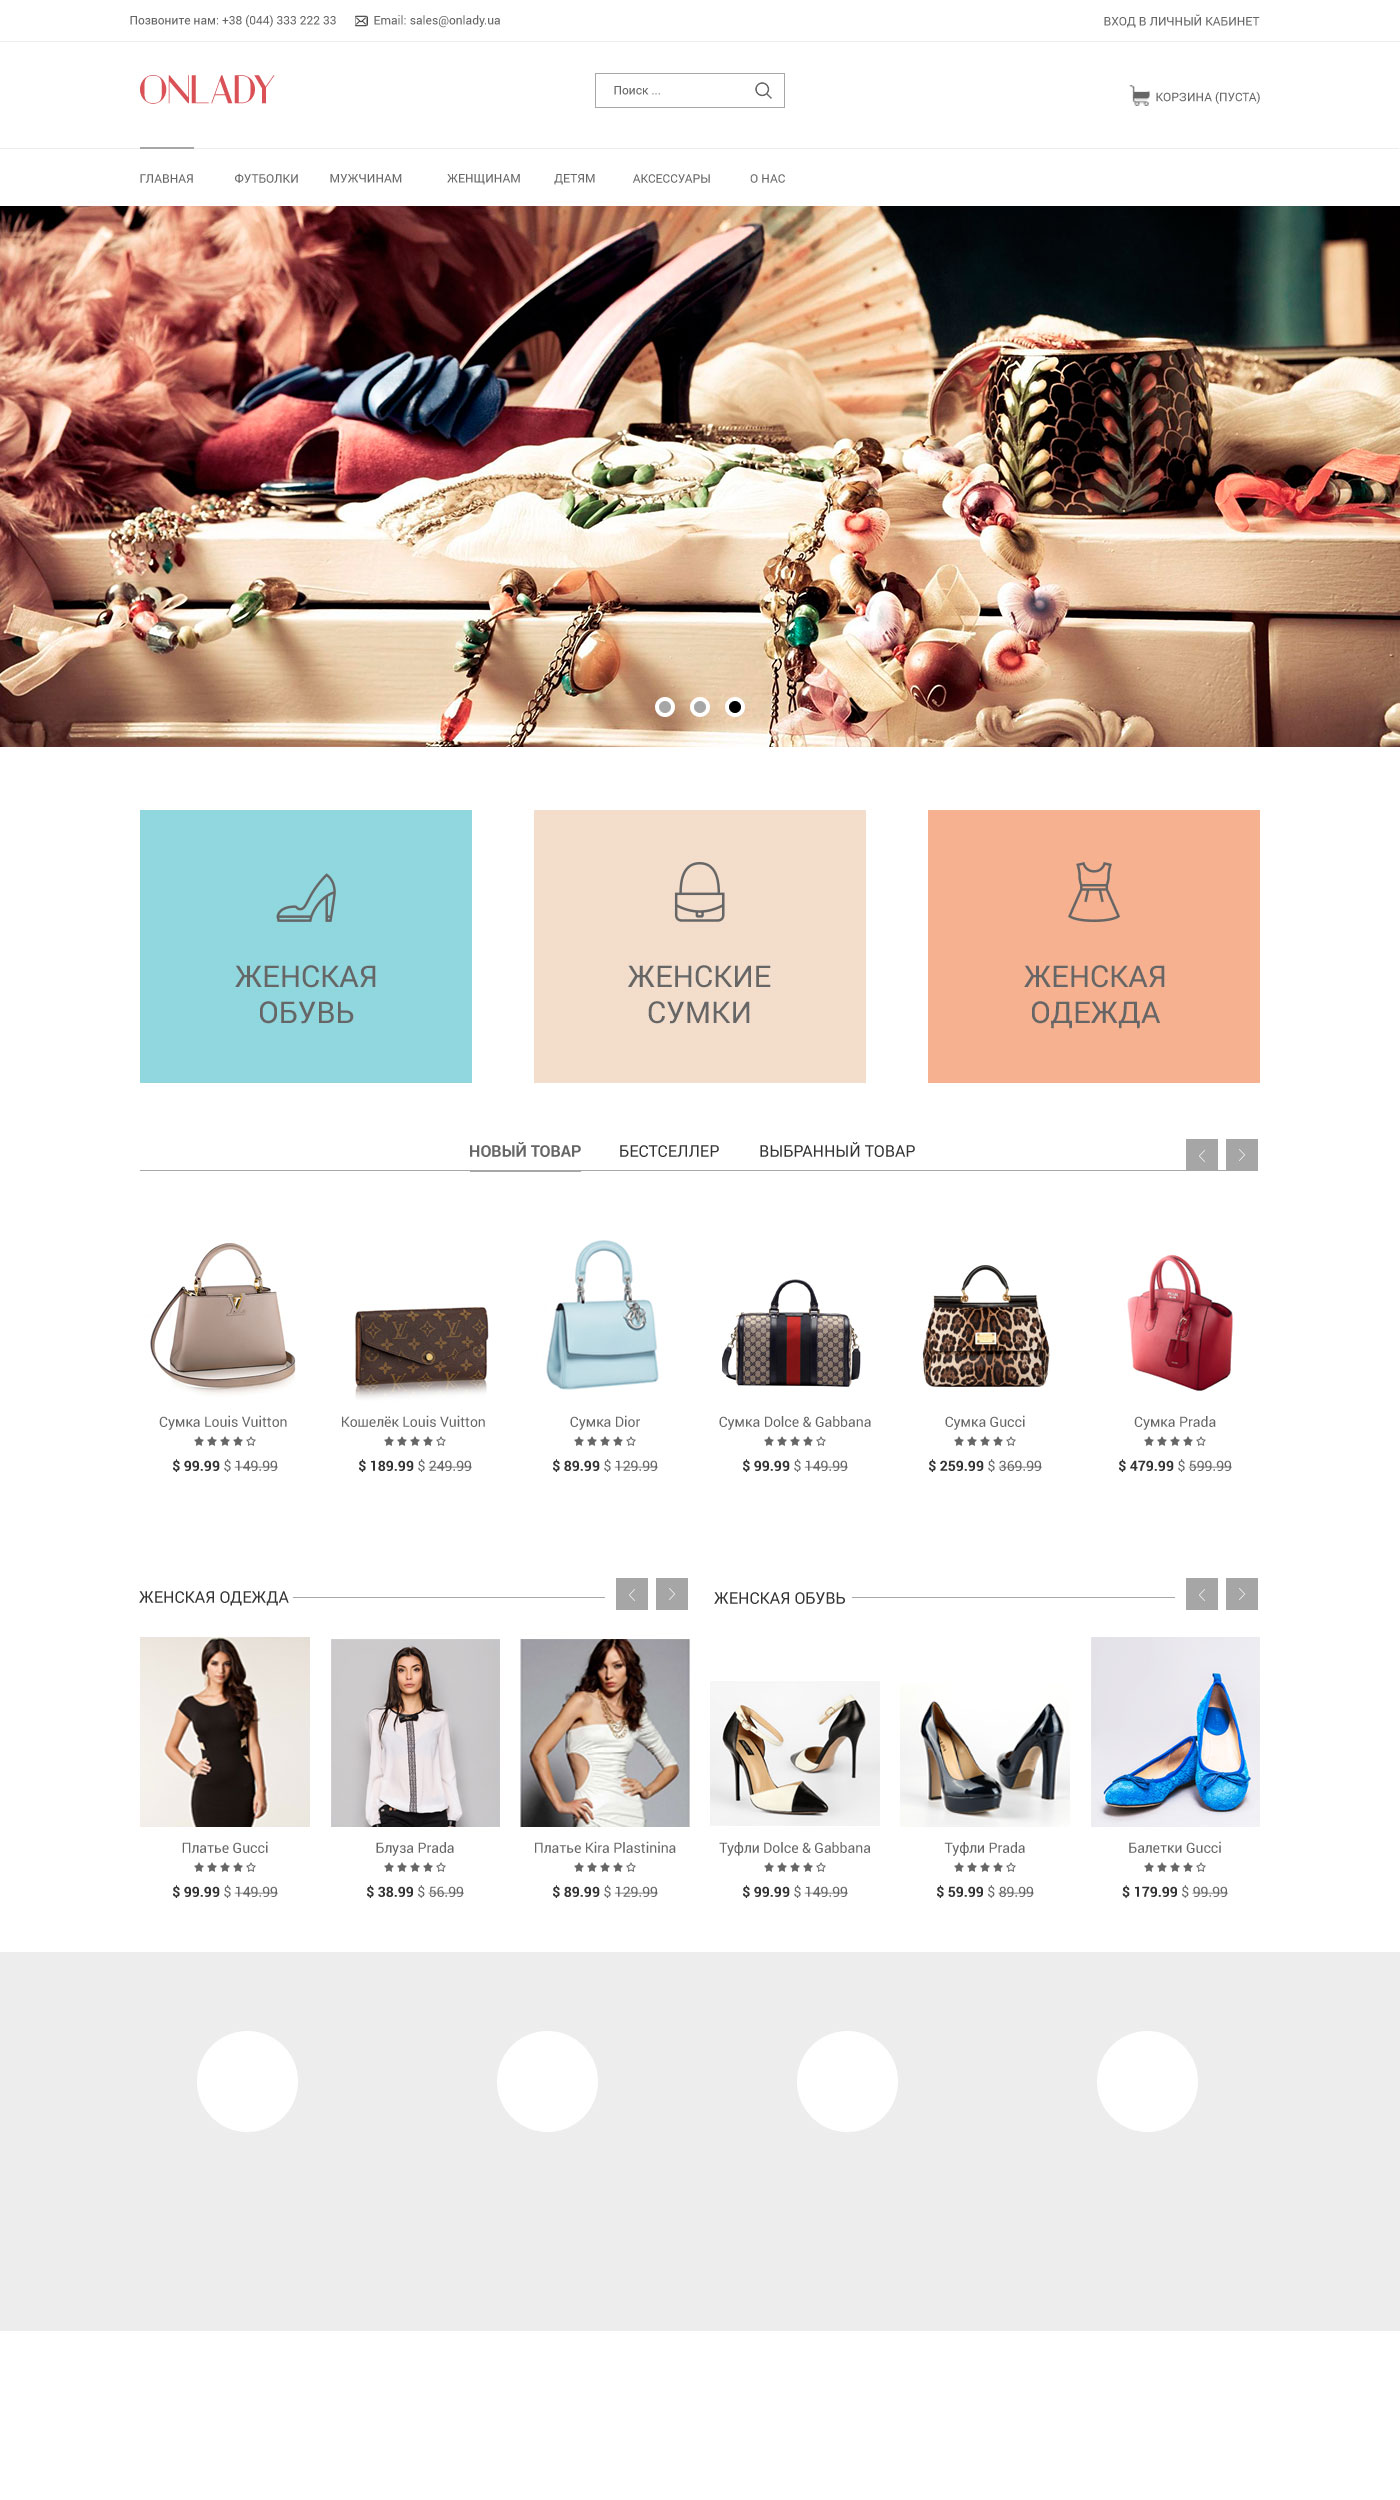 Позвоните нам: +38 (044) 333 222 33
Email: sales@onlady.ua
ВХОД В ЛИЧНЫЙ КАБИНЕТ
ONLADY
Поиск ...
КОРЗИНА (ПУСТА)
ГЛАВНАЯ
ФУТБОЛКИ
МУЖЧИНАМ
ЖЕНЩИНАМ
ДЕТЯМ
АКСЕССУАРЫ
О НАС
ЖЕНСКАЯ
ОБУВЬ
ЖЕНСКИЕ
СУМКИ
ЖЕНСКАЯ
ОДЕЖДА
НОВЫЙ ТОВАР
БЕСТСЕЛЛЕР
ВЫБРАННЫЙ ТОВАР
Сумка Louis Vuitton
$ 99.99 $ 149.99
Кошелёк Louis Vuitton
$ 189.99 $ 249.99
Сумка Dior
$ 89.99 $ 129.99
Сумка Dolce & Gabbana
$ 99.99 $ 149.99
Сумка Gucci
$ 259.99 $ 369.99
Сумка Prada
$ 479.99 $ 599.99
ЖЕНСКАЯ ОДЕЖДА
ЖЕНСКАЯ ОБУВЬ
Платье Gucci
$ 99.99 $ 149.99
Блуза Prada
$ 38.99 $ 56.99
Платье Kira Plastinina
$ 89.99 $ 129.99
Туфли Dolce & Gabbana
$ 99.99 $ 149.99
Туфли Prada
$ 59.99 $ 89.99
Балетки Gucci
$ 179.99 $ 99.99